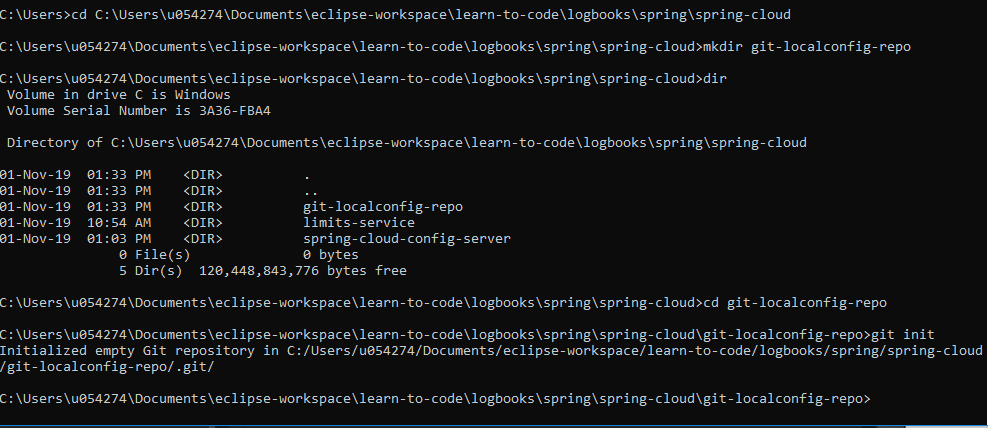 C:\Users>cd C:\Users\u054274\Documents\eclipse-workspace\learn-to-code\logbooks\spring\spring-cloud
C:\Users\u054274\Documents\eclipse-workspace\learn-to-code\logbooks\spring\spring-cloud>mkdir git-localconfig-repo
C:\Users\u054274\Documents\eclipse-workspace\learn-to-code\logbooks\spring\spring-cloud>dir
Volume in drive C is Windows
Volume Serial Number is 3A36-FBA4
Directory of C:\Users\u054274\Documents\eclipse-workspace\learn-to-code\logbooks\spring\spring-cloud
01-Nov-19 01:33 PM <DIR> .
01-Nov-19 01:33 PM <DIR> ..
01-Nov-19 01:33 PM <DIR> git-localconfig-repo
01-Nov-19 10:54 AM <DIR> limits-service
01-Nov-19 01:03 PM <DIR> spring-cloud-config-server
0 File(s) 0 bytes
5 Dir(s) 120,448,843,776 bytes free
C:\Users\u054274\Documents\eclipse-workspace\learn-to-code\logbooks\spring\spring-cloud>cd git-localconfig-repo
C:\Users\u054274\Documents\eclipse-workspace\learn-to-code\logbooks\spring\spring-cloud\git-localconfig-repo>git init
Initialized empty Git repository in C:/Users/u054274/Documents/eclipse-workspace/learn-to-code/logbooks/spring/spring-cloud
/git-localconfig-repo/.git/
C:\Users\u054274\Documents\eclipse-workspace\learn-to-code\logbooks\spring\spring-cloud\git-localconfig-repo>